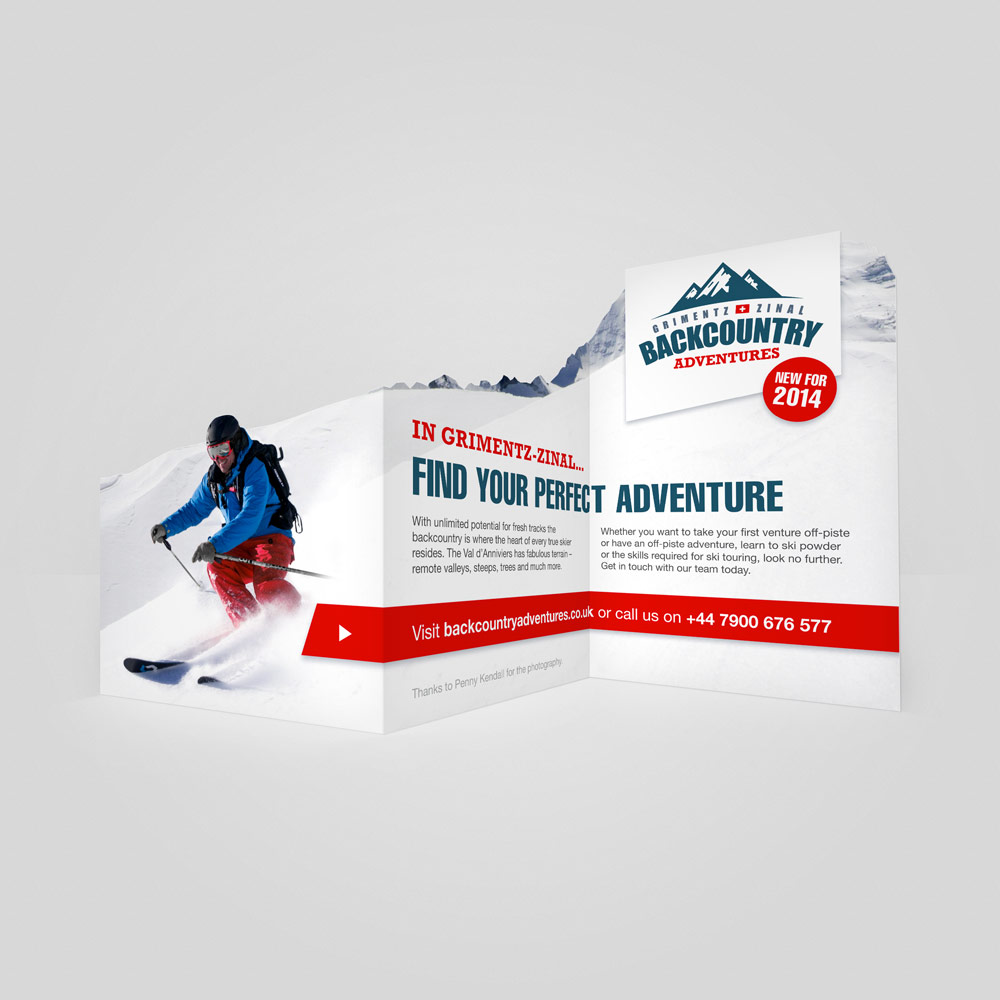 GRIMENTZ ZINAL
BACKCOUNTRY
ADVENTURES
NEW FOR
2014
IN GRIMENTZ-ZINAL...
FIND YOUR PERFECT ADVENTURE
With unlimited potential for fresh tracks the
backcountry is where the heart of every true skier
resides. The Val d'Anniviers has fabulous terrain –
remote valleys, steeps, trees and much more.
Whether you want to take your first venture off-piste
or have an off-piste adventure, learn to ski powder
or the skills required for ski touring, look no further.
Get in touch with our team today.
Visit backcountryadventures.co.uk or call us on +44 7900 676 577
Thanks to Penny Kendall for the photography.